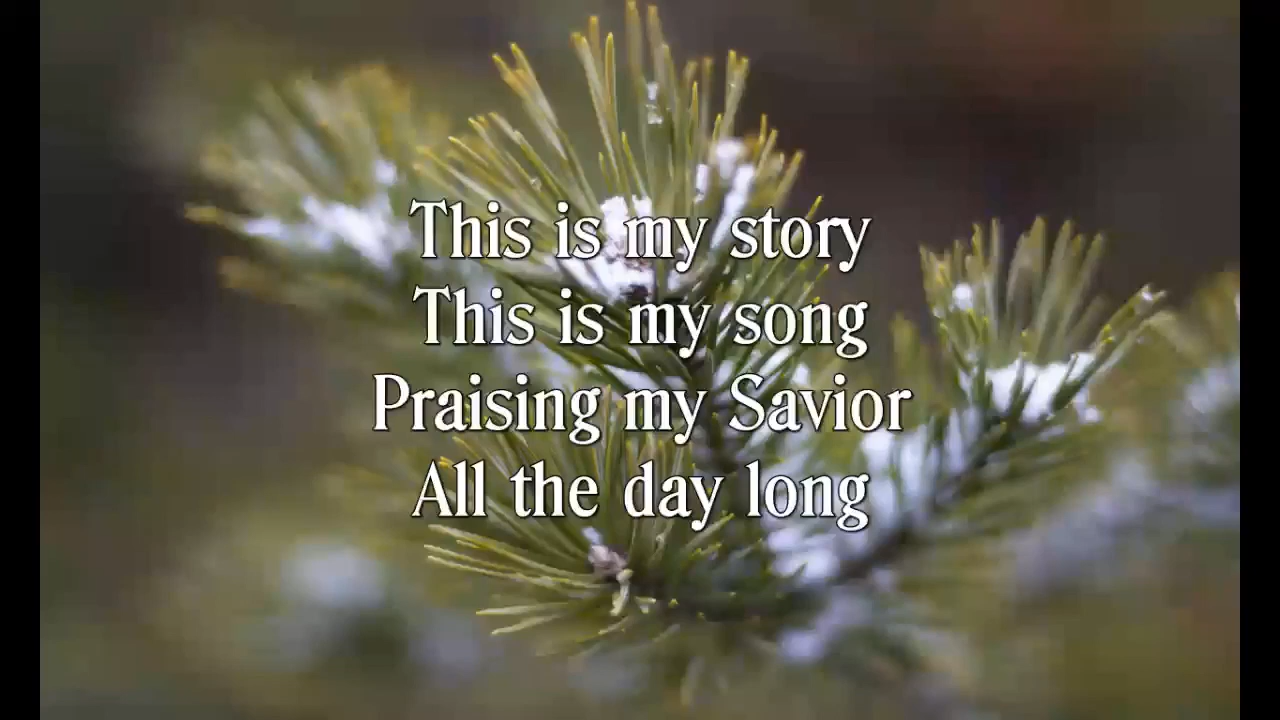 This is my story
This is my song
Praising my Savior
All the day long